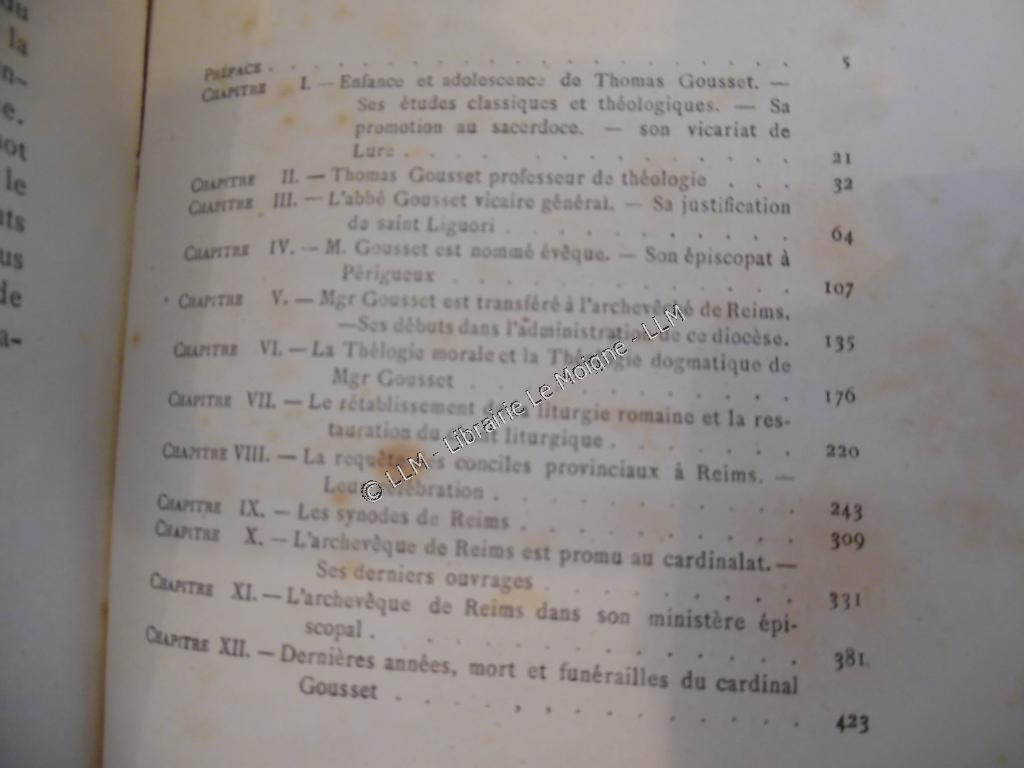 du
la
n-
e.
not
le
ts
us
de
a-
PRÉFACE . . . . . . . . . . . . . . . . . 5
CHAPITRE I. — Enfance et adolescence de Thomas Gousset. —
Ses études classiques et théologiques. — Sa
promotion au sacerdoce. — son vicariat de
Lure . . . . . . . . . . . . . . 21
CHAPITRE II. — Thomas Gousset professeur de théologie . . . 32
CHAPITRE III. — L'abbé Gousset vicaire général. — Sa justification
de saint Liguori . . . . . . . . . . . 64
CHAPITRE IV. — M. Gousset est nommé évêque. — Son épiscopat à
Périgueux . . . . . . . . . . . . . 107
CHAPITRE V. — Mgr Gousset est transféré à l'archevêché de Reims.
—Ses débuts dans l'administration de ce diocèse. 135
CHAPITRE VI. — La Thélogie morale et la Théologie dogmatique de
Mgr Gousset . . . . . . . . . . . . 176
CHAPITRE VII. — Le rétablissement de la liturgie romaine et la res-
tauration du liturgique . . . . . . . 220
CHAPITRE VIII. — La requête conciles provinciaux à Reims. —
Leur célébration . . . . . . . . . . . 243
CHAPITRE IX. — Les synodes de Reims . . . . . . . . . . 309
CHAPITRE X. — L'archevêque de Reims est promu au cardinalat. —
Ses derniers ouvrages . . . . . . . . . 331
CHAPITRE XI. — L'archevêque de Reims dans son ministère épi-
scopal . . . . . . . . . . . . . . 381
CHAPITRE XII. — Dernières années, mort et funérailles du cardinal
Gousset . . . . , , . . . . . . . . 423
© LLM - Librairie Le Moigne - LLM